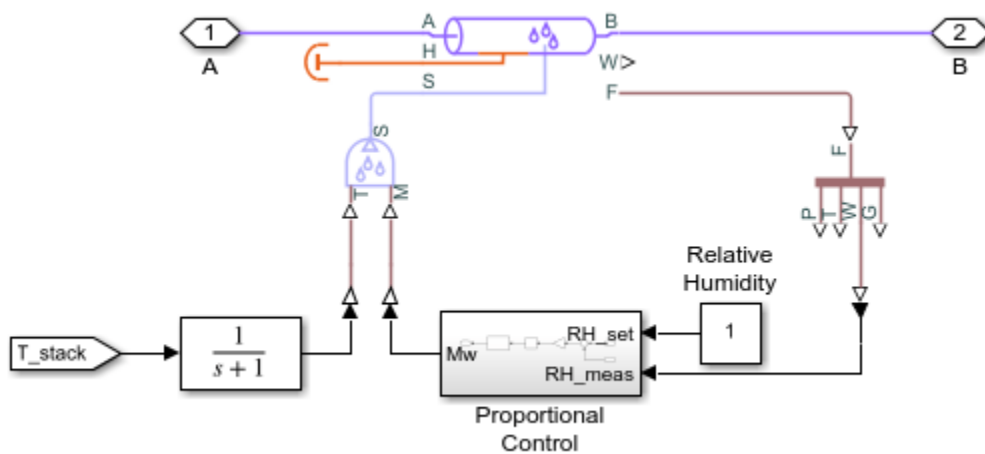 1
A
B
2
A
H
W>
B
S
F
S
T
M
F
P
T
W
G
Relative
Humidity
T_stack
1
s + 1
Mw
RH_set
RH_meas
1
Proportional
Control